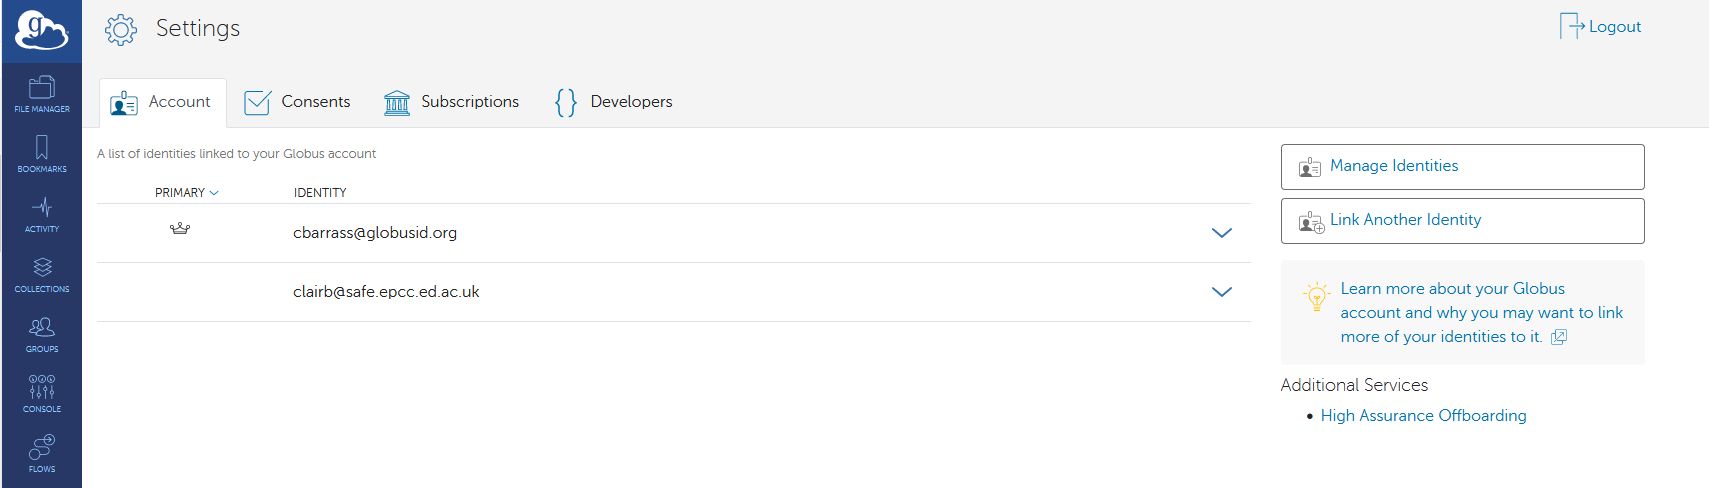 g
Settings
Logout
FILE MANAGER
BOOKMARKS
ACTIVITY
COLLECTIONS
GROUPS
CONSOLE
FLOWS
Account
Consents
Subscriptions
Developers
A list of identities linked to your Globus account
PRIMARY
IDENTITY
cbarrass@globusid.org
clairb@safe.epcc.ed.ac.uk
Manage Identities
Link Another Identity
Learn more about your Globus
account and why you may want to link
more of your identities to it.
Additional Services
• High Assurance Offboarding